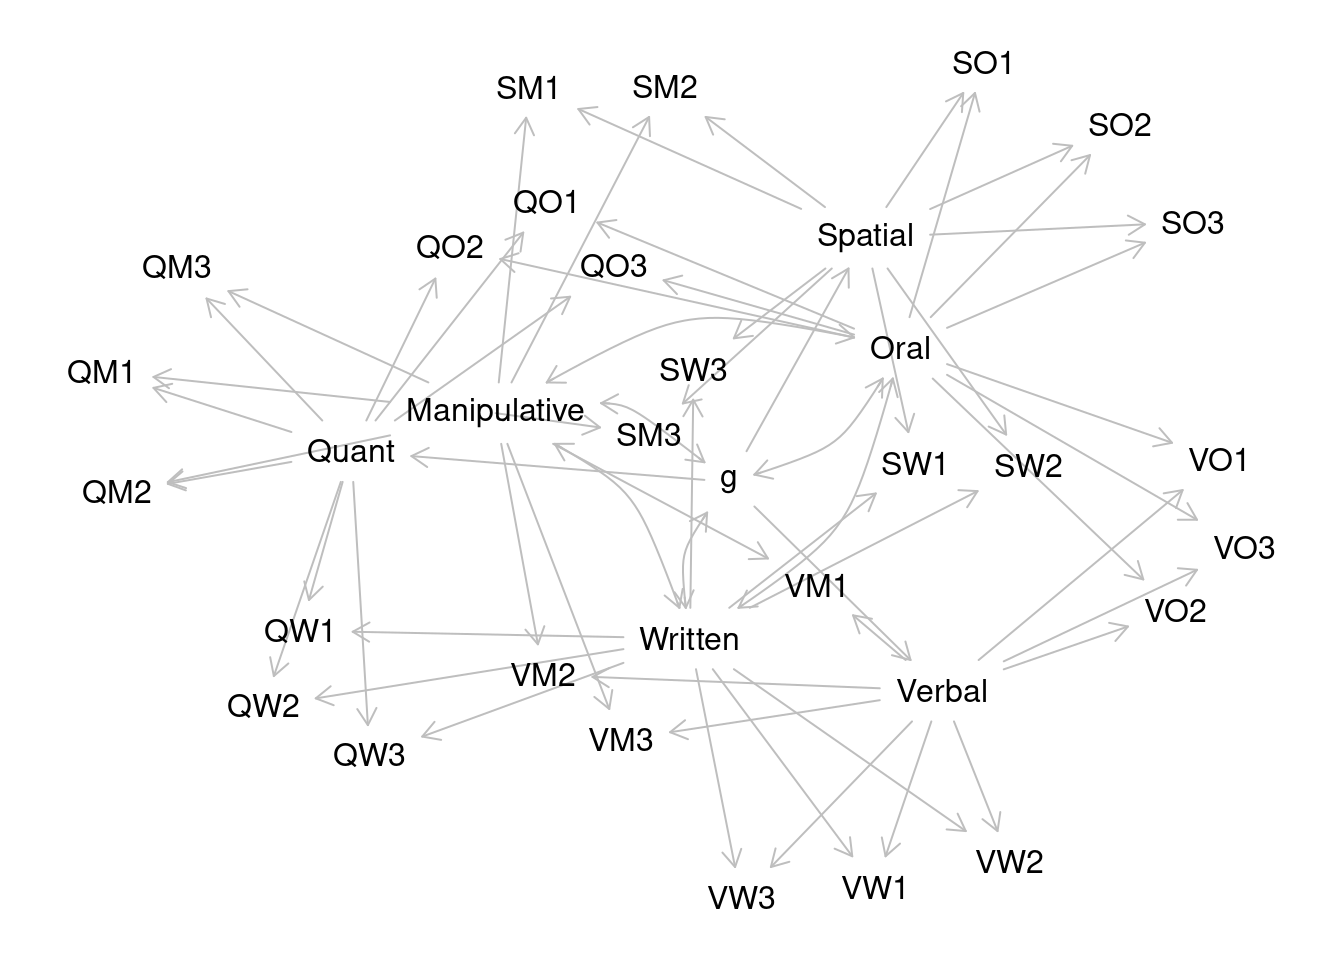 SO1
SM1
SM2
SO2
QO1
SO3
Spatial
QO2
QO3
QM3
Oral
SW3
QM1
Manipulative
SM3
Quant
VO1
SW1
SW2
g
QM2
VO3
VM1
VO2
QW1
Written
VM2
Verbal
QW2
VM3
QW3
VW2
VW1
VW3